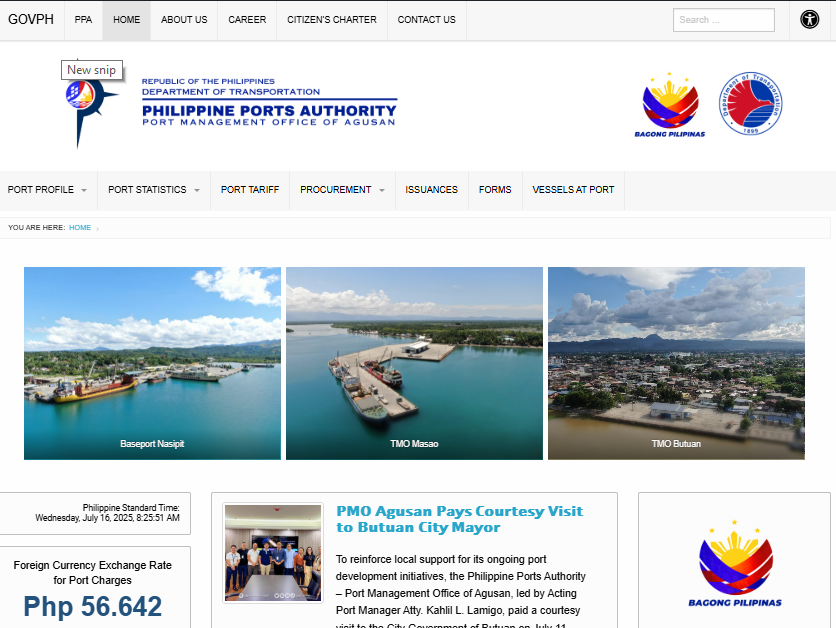 GOVPH PPA HOME ABOUT US CAREER CITIZEN'S CHARTER CONTACT US Search ...
New snip
REPUBLIC OF THE PHILIPPINES
DEPARTMENT OF TRANSPORTATION
PHILIPPINE PORTS AUTHORITY
PORT MANAGEMENT OFFICE OF AGUSAN
BAGONG PILIPINAS
Department of Transportation
1899
PORT PROFILE PORT STATISTICS PORT TARIFF PROCUREMENT ISSUANCES FORMS VESSELS AT PORT
YOU ARE HERE: HOME
Baseport Nasipit
TMO Masao
TMO Butuan
Philippine Standard Time:
Wednesday, July 16, 2025, 8:25:51 AM
Foreign Currency Exchange Rate
for Port Charges
Php 56.642
PMO Agusan Pays Courtesy Visit
to Butuan City Mayor
To reinforce local support for its ongoing port
development initiatives, the Philippine Ports Authority
– Port Management Office of Agusan, led by Acting
Port Manager Atty. Kahlil L. Lamigo, paid a courtesy
visit to the City Government of Butuan on July 11,
BAGONG PILIPINAS